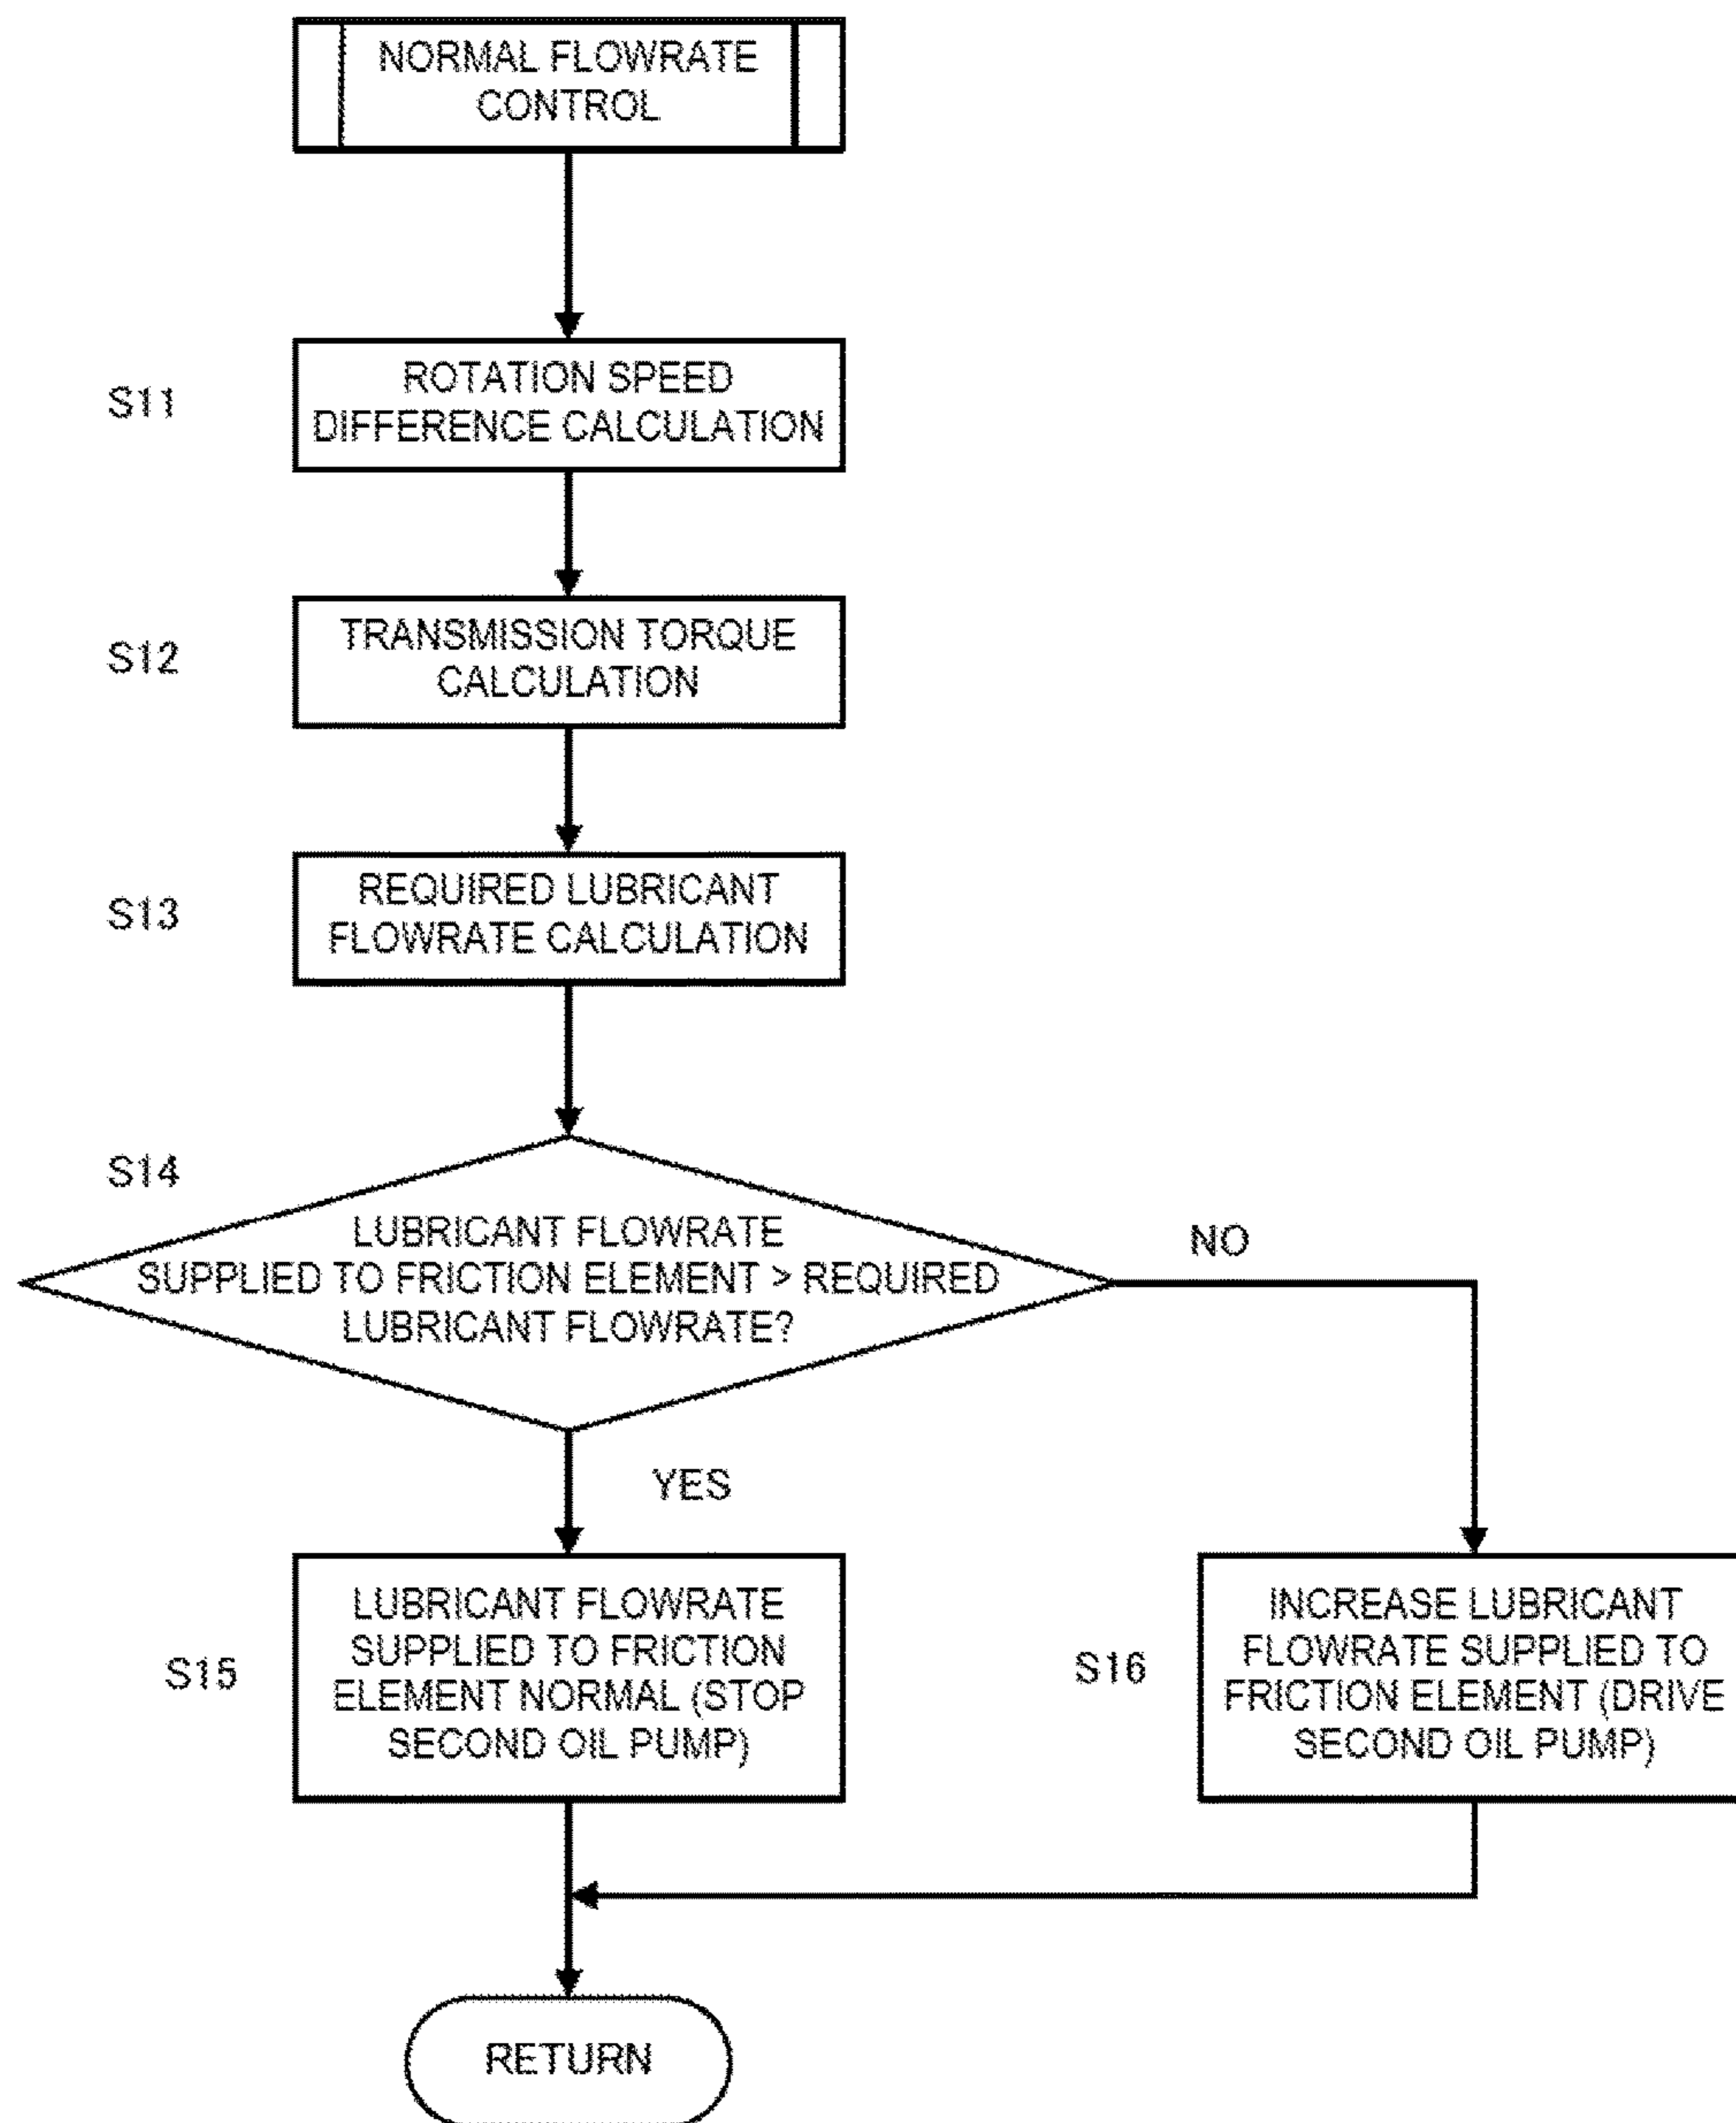 NORMAL FLOWRATE
CONTROL
S11
ROTATION SPEED
DIFFERENCE CALCULATION
S12
TRANSMISSION TORQUE
CALCULATION
S13
REQUIRED LUBRICANT
FLOWRATE CALCULATION
S14
LUBRICANT FLOWRATE
SUPPLIED TO FRICTION ELEMENT > REQUIRED
LUBRICANT FLOWRATE?
NO
YES
S15
LUBRICANT FLOWRATE
SUPPLIED TO FRICTION
ELEMENT NORMAL (STOP
SECOND OIL PUMP)
S16
INCREASE LUBRICANT
FLOWRATE SUPPLIED TO
FRICTION ELEMENT (DRIVE
SECOND OIL PUMP)
RETURN